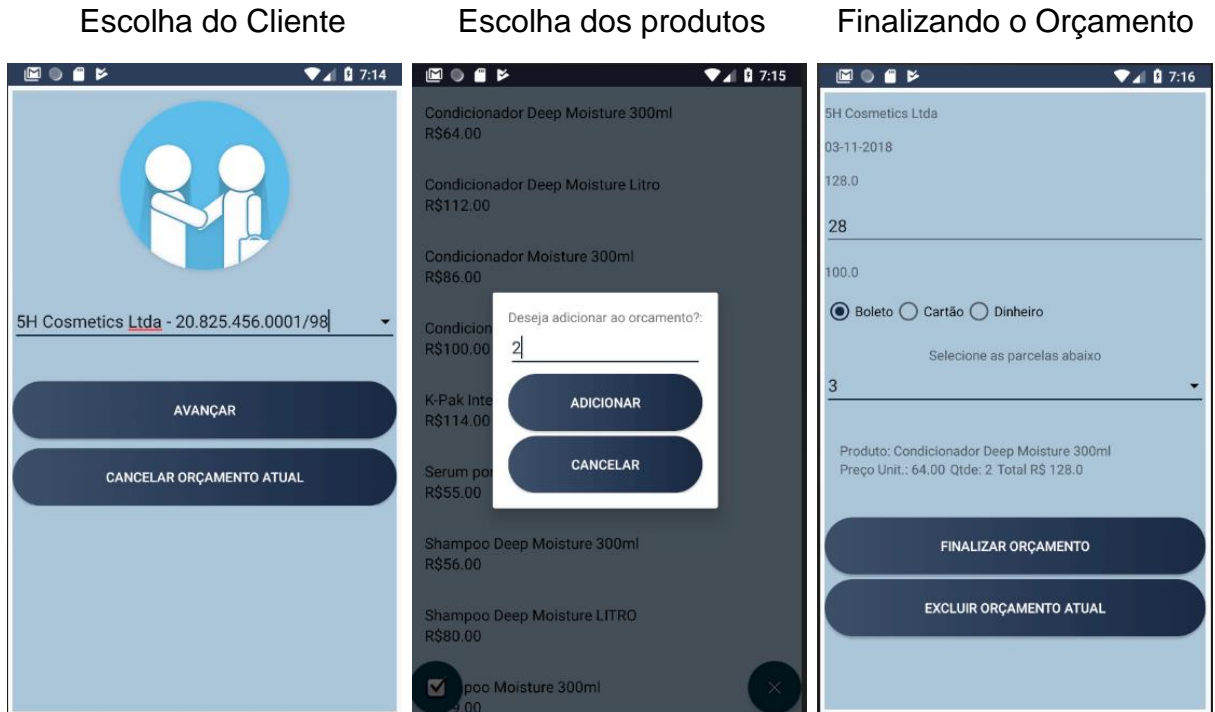 Escolha do Cliente
Escolha dos produtos
Finalizando o Orçamento
7:14
5H Cosmetics Ltda - 20.825.456.0001/98
AVANÇAR
CANCELAR ORÇAMENTO ATUAL
7:15
Condicionador Deep Moisture 300ml
R$64.00
Condicionador Deep Moisture Litro
R$112.00
Condicionador Moisture 300ml
R$86.00
Condicion
R$100.00
K-Pak Inte
R$114.00
Serum por
R$55.00
Shampoo Deep Moisture 300ml
R$56.00
Shampoo Deep Moisture LITRO
R$80.00
poo Moisture 300ml
9.00
Deseja adicionar ao orcamento?:
2
ADICIONAR
CANCELAR
7:16
5H Cosmetics Ltda
03-11-2018
128.0
28
100.0
Boleto Cartão Dinheiro
Selecione as parcelas abaixo
3
Produto: Condicionador Deep Moisture 300ml
Preço Unit.: 64.00 Qtde: 2 Total R$ 128.0
FINALIZAR ORÇAMENTO
EXCLUIR ORÇAMENTO ATUAL